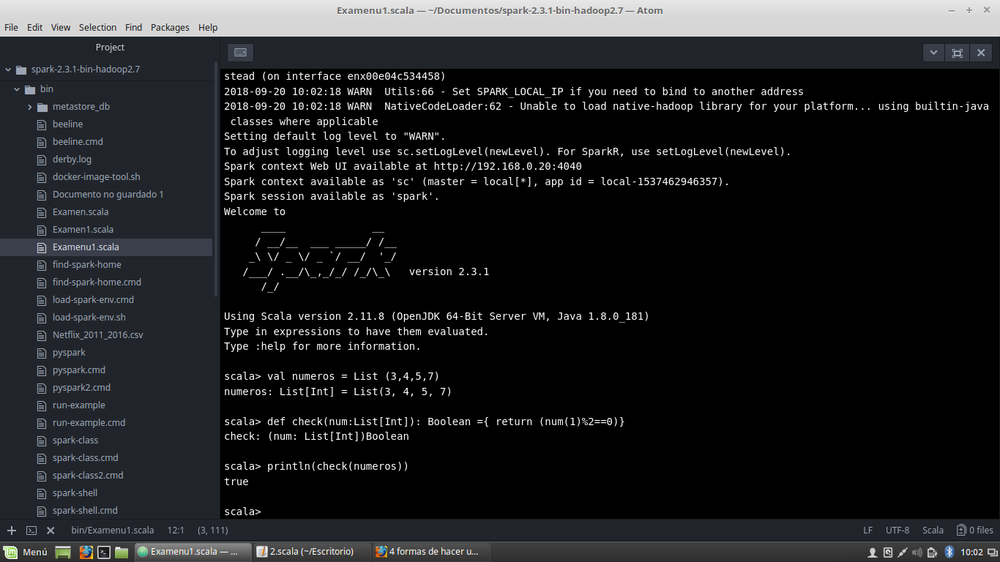 Examenu1.scala — ~/Documentos/spark-2.3.1-bin-hadoop2.7 — Atom
File Edit View Selection Find Packages Help
Project
spark-2.3.1-bin-hadoop2.7
bin
metastore_db
beeline
beeline.cmd
derby.log
docker-image-tool.sh
Documento no guardado 1
Examen.scala
Examen1.scala
Examenu1.scala
find-spark-home
find-spark-home.cmd
load-spark-env.cmd
load-spark-env.sh
Netflix_2011_2016.csv
pyspark
pyspark.cmd
pyspark2.cmd
run-example
run-example.cmd
spark-class
spark-class.cmd
spark-class2.cmd
spark-shell
spark-shell.cmd
stead (on interface enx00e04c534458)
2018-09-20 10:02:18 WARN  Utils:66 - Set SPARK_LOCAL_IP if you need to bind to another address
2018-09-20 10:02:18 WARN  NativeCodeLoader:62 - Unable to load native-hadoop library for your platform... using builtin-java
 classes where applicable
Setting default log level to "WARN".
To adjust logging level use sc.setLogLevel(newLevel). For SparkR, use setLogLevel(newLevel).
Spark context Web UI available at http://192.168.0.20:4040
Spark context available as 'sc' (master = local[*], app id = local-1537462946357).
Spark session available as 'spark'.
Welcome to
      ____              __
     / __/__  ___ _____/ /__
    _\ \/ _ \/ _ `/ __/  '_/
   /___/ .__/\_,_/_/ /_/\_\   version 2.3.1
      /_/
Using Scala version 2.11.8 (OpenJDK 64-Bit Server VM, Java 1.8.0_181)
Type in expressions to have them evaluated.
Type :help for more information.
scala> val numeros = List (3,4,5,7)
numeros: List[Int] = List(3, 4, 5, 7)
scala> def check(num:List[Int]): Boolean ={ return (num(1)%2==0)}
check: (num: List[Int])Boolean
scala> println(check(numeros))
true
scala>
bin/Examenu1.scala 12:1 (3, 111) LF UTF-8 Scala 0 files
Menú Examenu1.scala — ... 2.scala (~/Escritorio) 4 formas de hacer u... 10:02